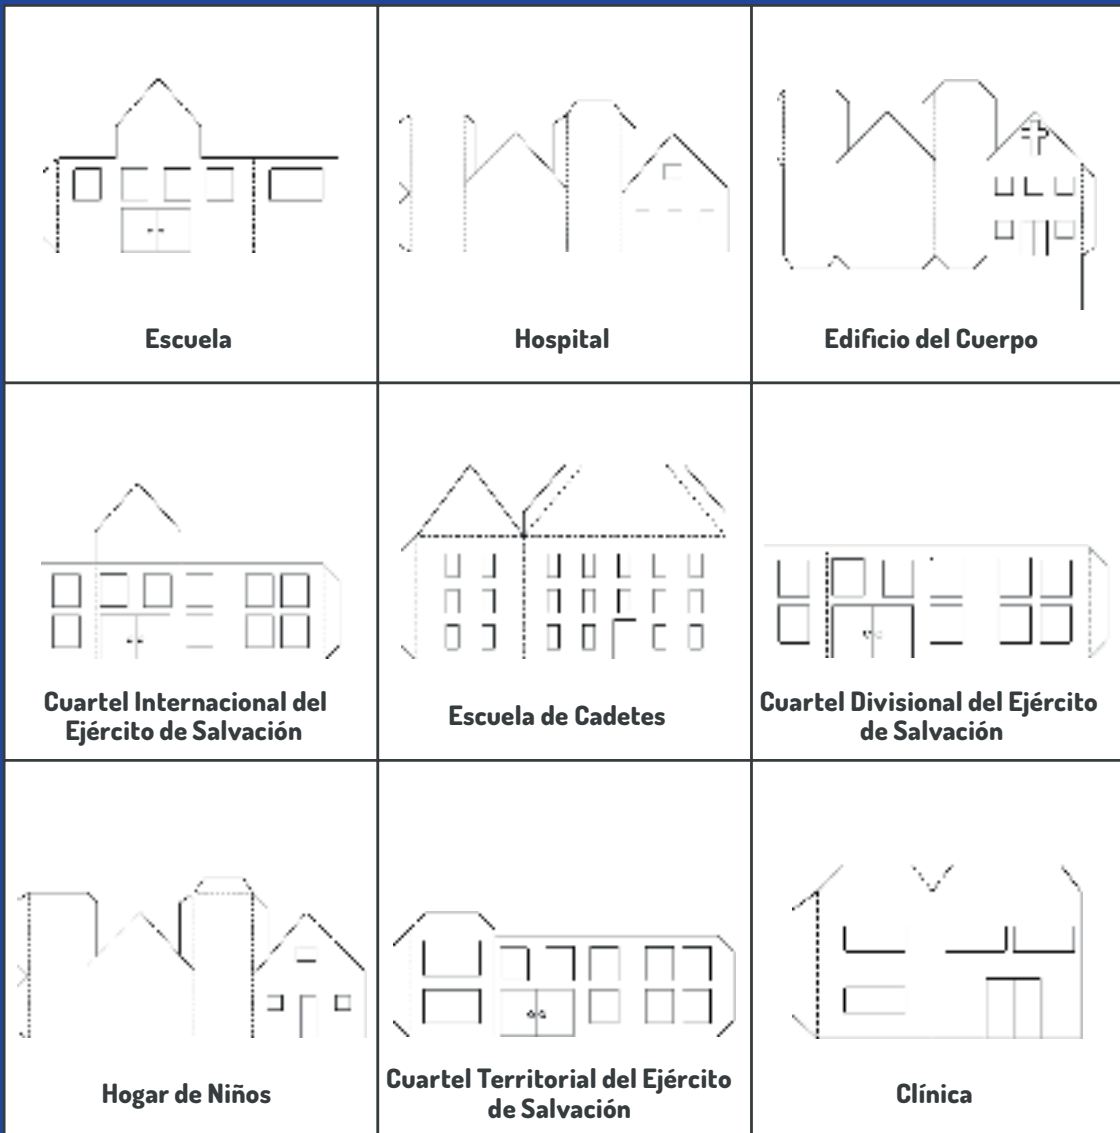 Escuela
Hospital
Edificio del Cuerpo
Cuartel Internacional del
Ejército de Salvación
Escuela de Cadetes
Cuartel Divisional del Ejército
de Salvación
Hogar de Niños
Cuartel Territorial del Ejército
de Salvación
Clínica